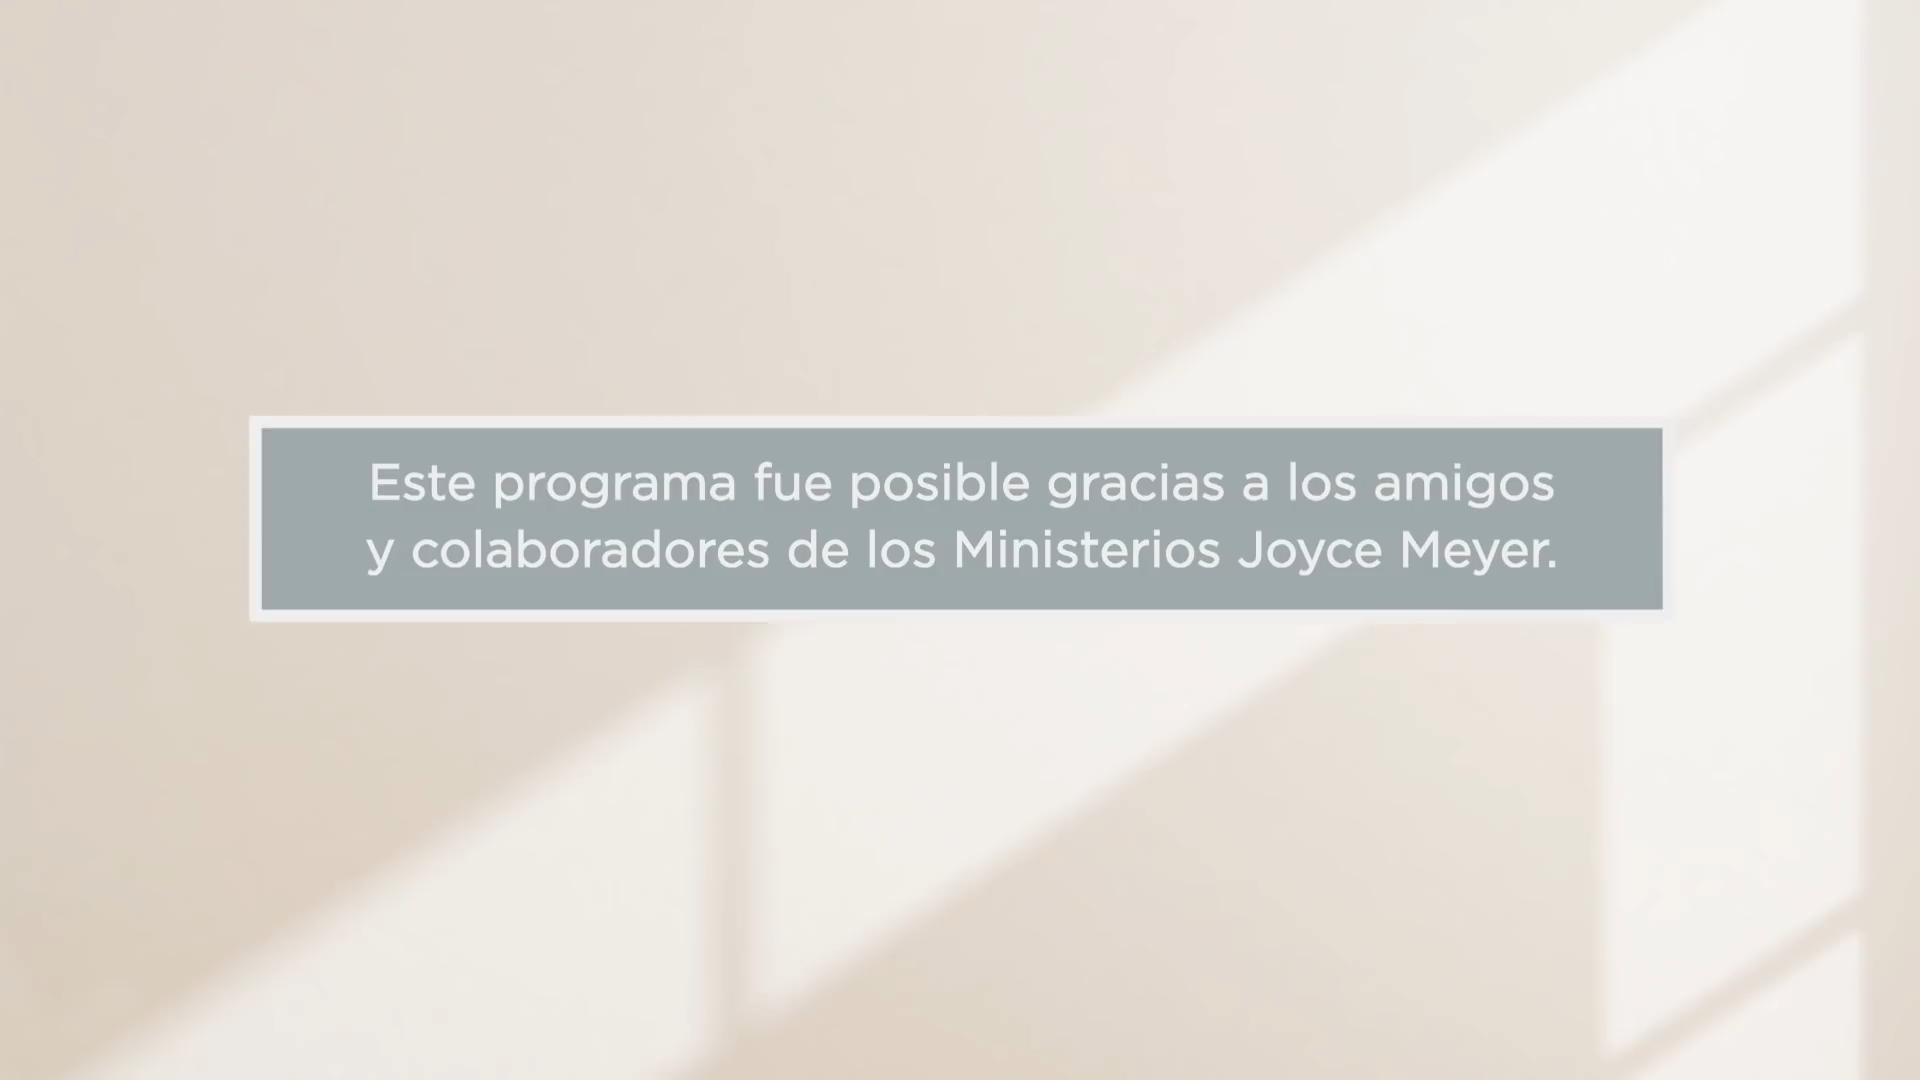 Este programa fue posible gracias a los amigos
y colaboradores de los Ministerios Joyce Meyer.